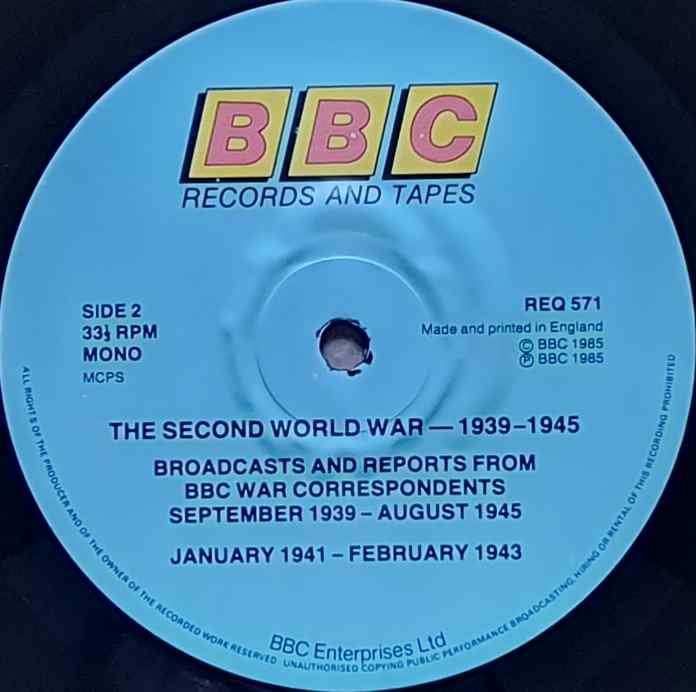 BBC
RECORDS AND TAPES
SIDE 2
33⅓ RPM
MONO
MCPS
REQ 571
Made and printed in England
© BBC 1985
℗ BBC 1985
THE SECOND WORLD WAR — 1939–1945
BROADCASTS AND REPORTS FROM
BBC WAR CORRESPONDENTS
SEPTEMBER 1939 – AUGUST 1945
JANUARY 1941 – FEBRUARY 1943
BBC Enterprises Ltd
ALL RIGHTS OF THE PRODUCER AND OF THE OWNER OF THE RECORDED WORK RESERVED UNAUTHORISED COPYING PUBLIC PERFORMANCE BROADCASTING, HIRING OR RENTAL OF THIS RECORDING PROHIBITED